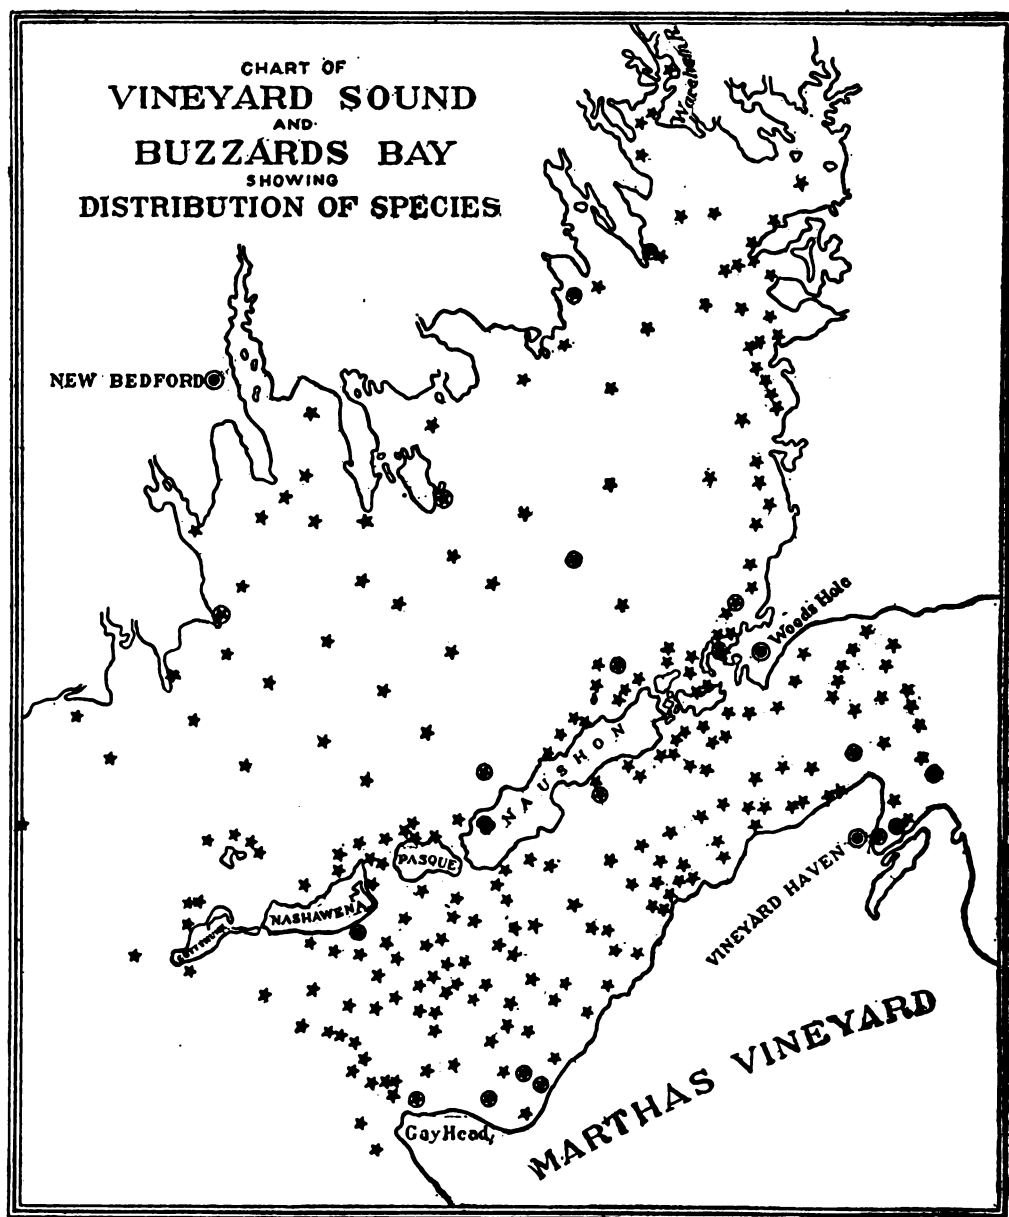 CHART OF
VINEYARD SOUND
AND
BUZZARDS BAY
SHOWING
DISTRIBUTION OF SPECIES
Wareham R.
NEW BEDFORD
Woods Hole
NAUSHON
PASQUE
NASHAWENA
VINEYARD HAVEN
MARTHAS VINEYARD
Gay Head